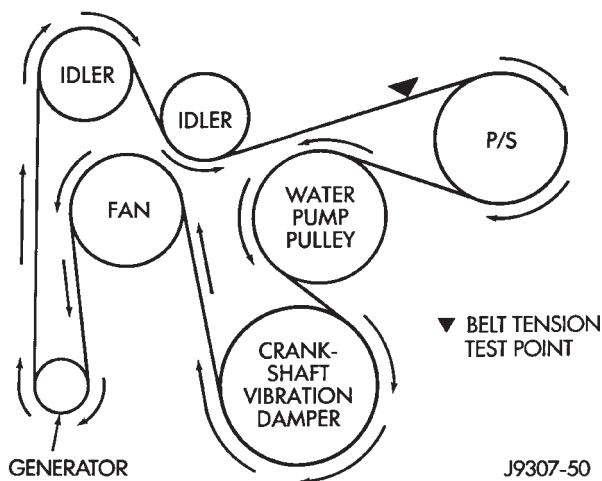 IDLER
IDLER
P/S
FAN
WATER
PUMP
PULLEY
▼ BELT TENSION
TEST POINT
CRANK-
SHAFT
VIBRATION
DAMPER
GENERATOR
J9307-50